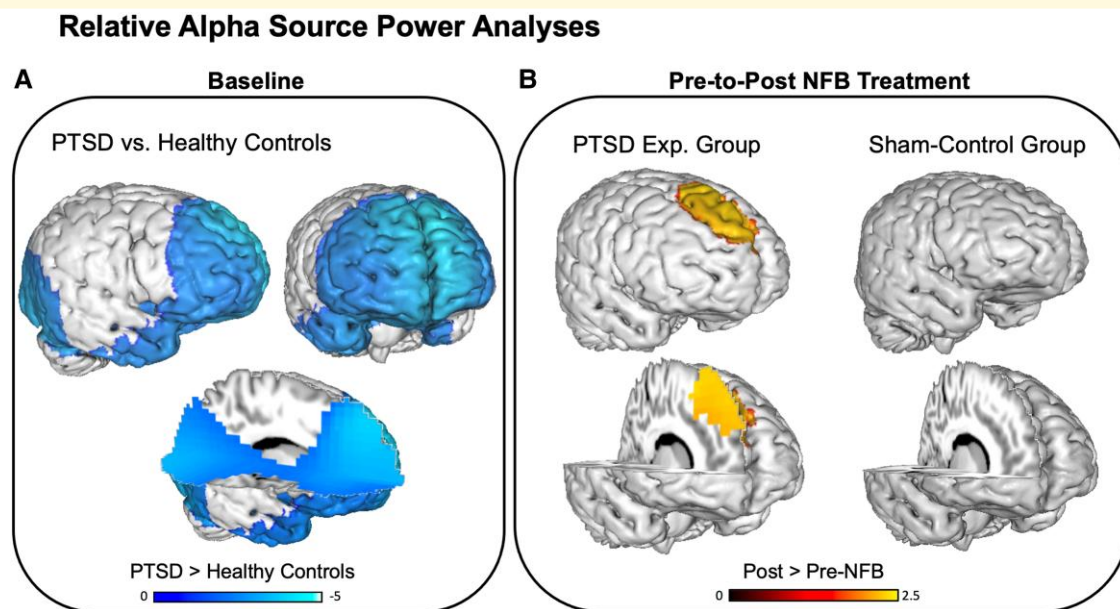 Relative Alpha Source Power Analyses
A Baseline
PTSD vs. Healthy Controls
PTSD > Healthy Controls
0 -5
B Pre-to-Post NFB Treatment
PTSD Exp. Group Sham-Control Group
Post > Pre-NFB
0 2.5